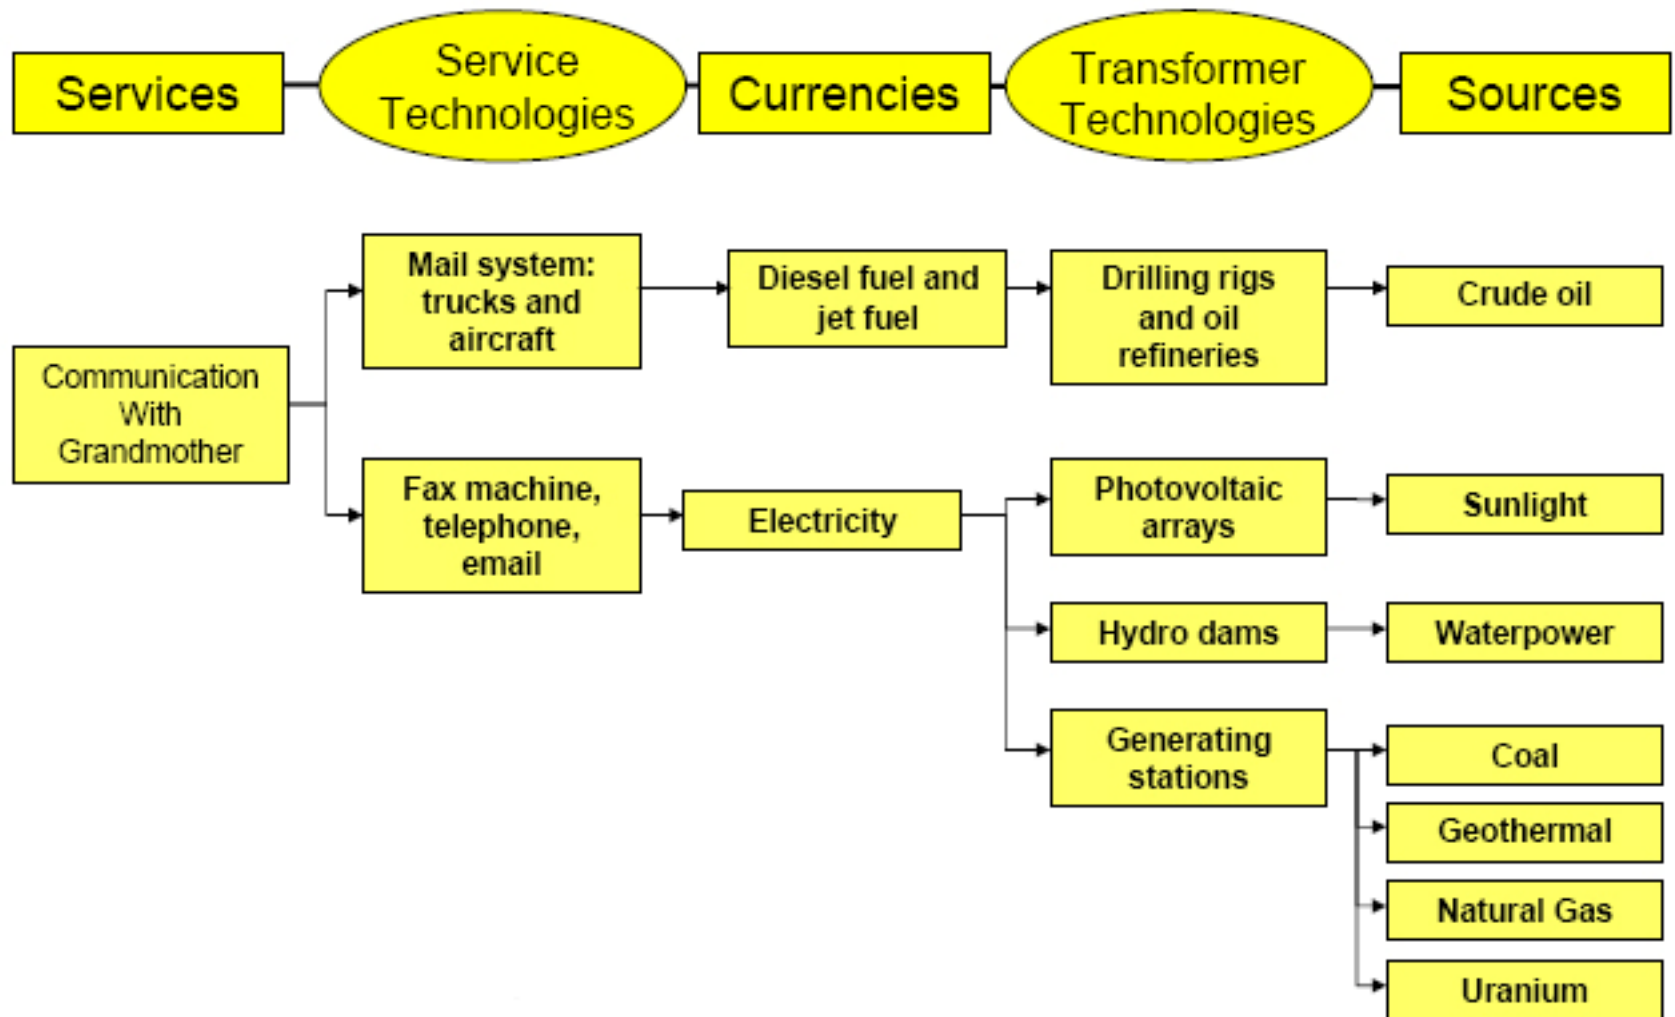 Services
Service
Technologies
Currencies
Transformer
Technologies
Sources
Mail system:
trucks and
aircraft
Diesel fuel and
jet fuel
Drilling rigs
and oil
refineries
Crude oil
Communication
With
Grandmother
Fax machine,
telephone,
email
Electricity
Photovoltaic
arrays
Sunlight
Hydro dams
Waterpower
Generating
stations
Coal
Geothermal
Natural Gas
Uranium